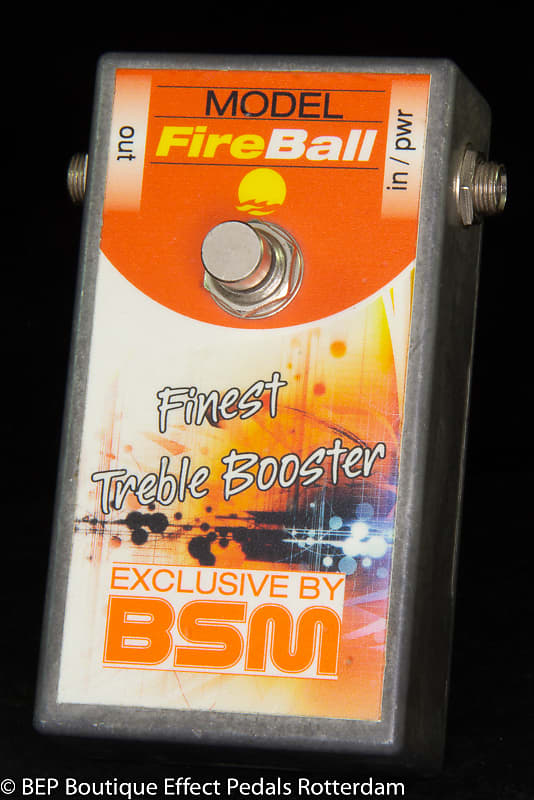 MODEL
FireBall
out
in / pwr
Finest
Treble Booster
EXCLUSIVE BY
BSM
© BEP Boutique Effect Pedals Rotterdam